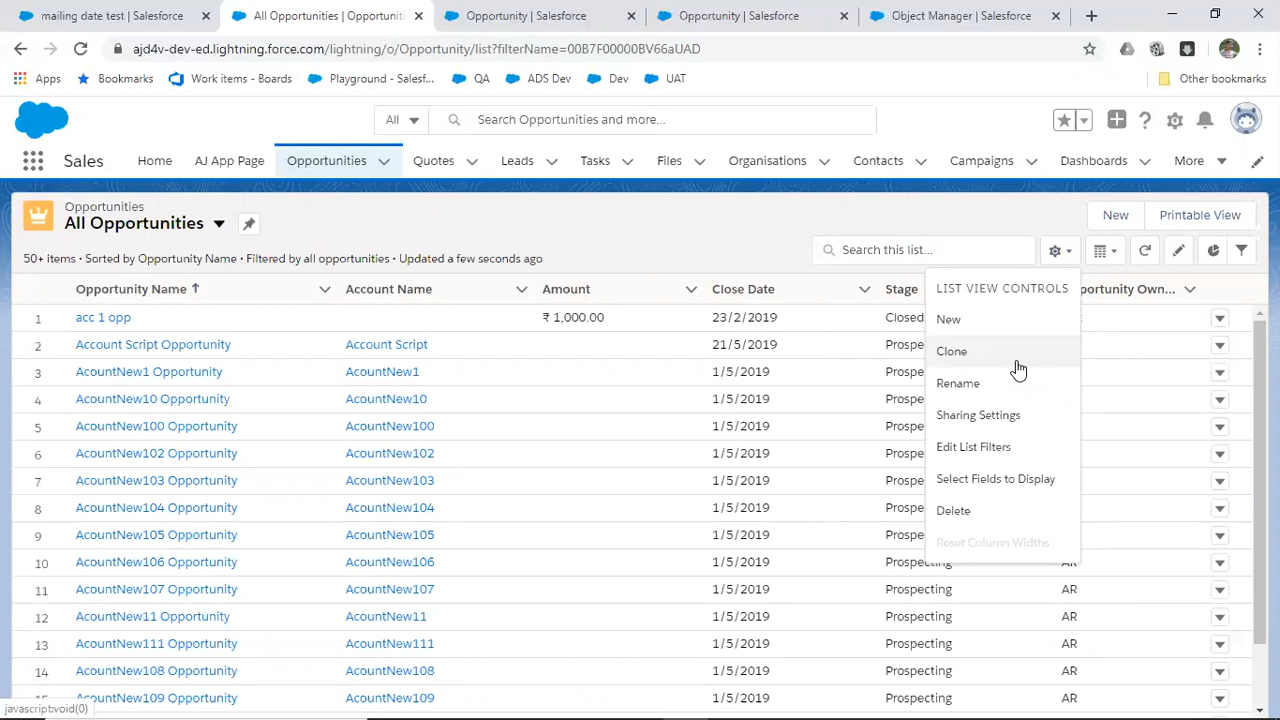 mailing date test | Salesforce
All Opportunities | Opportuniti
Opportunity | Salesforce
Opportunity | Salesforce
Object Manager | Salesforce
ajd4v-dev-ed.lightning.force.com/lightning/o/Opportunity/list?filterName=00B7F00000BV66aUAD
Apps Bookmarks Work items - Boards Playground - Salesf... QA ADS Dev Dev UAT Other bookmarks
All Search Opportunities and more...
Sales Home AJ App Page Opportunities Quotes Leads Tasks Files Organisations Contacts Campaigns Dashboards More
Opportunities
All Opportunities
New Printable View
50+ items • Sorted by Opportunity Name • Filtered by all opportunities • Updated a few seconds ago
Search this list...
Opportunity Name Account Name Amount Close Date Stage portunity Own...
1 acc 1 opp ₹ 1,000.00 23/2/2019 Closed
2 Account Script Opportunity Account Script 21/5/2019 Prospe
3 AcountNew1 Opportunity AcountNew1 1/5/2019 Prospe
4 AcountNew10 Opportunity AcountNew10 1/5/2019 Prospe
5 AcountNew100 Opportunity AcountNew100 1/5/2019 Prospe
6 AcountNew102 Opportunity AcountNew102 1/5/2019 Prospe
7 AcountNew103 Opportunity AcountNew103 1/5/2019 Prospe
8 AcountNew104 Opportunity AcountNew104 1/5/2019 Prospe
9 AcountNew105 Opportunity AcountNew105 1/5/2019 Prospe
10 AcountNew106 Opportunity AcountNew106 1/5/2019 Prospecting AR
11 AcountNew107 Opportunity AcountNew107 1/5/2019 Prospecting AR
12 AcountNew11 Opportunity AcountNew11 1/5/2019 Prospecting AR
13 AcountNew111 Opportunity AcountNew111 1/5/2019 Prospecting AR
14 AcountNew108 Opportunity AcountNew108 1/5/2019 Prospecting AR
AcountNew109 Opportunity AcountNew109 1/5/2019 Prospecting AR
LIST VIEW CONTROLS
New
Clone
Rename
Sharing Settings
Edit List Filters
Select Fields to Display
Delete
Reset Column Widths
javascript:void(0)